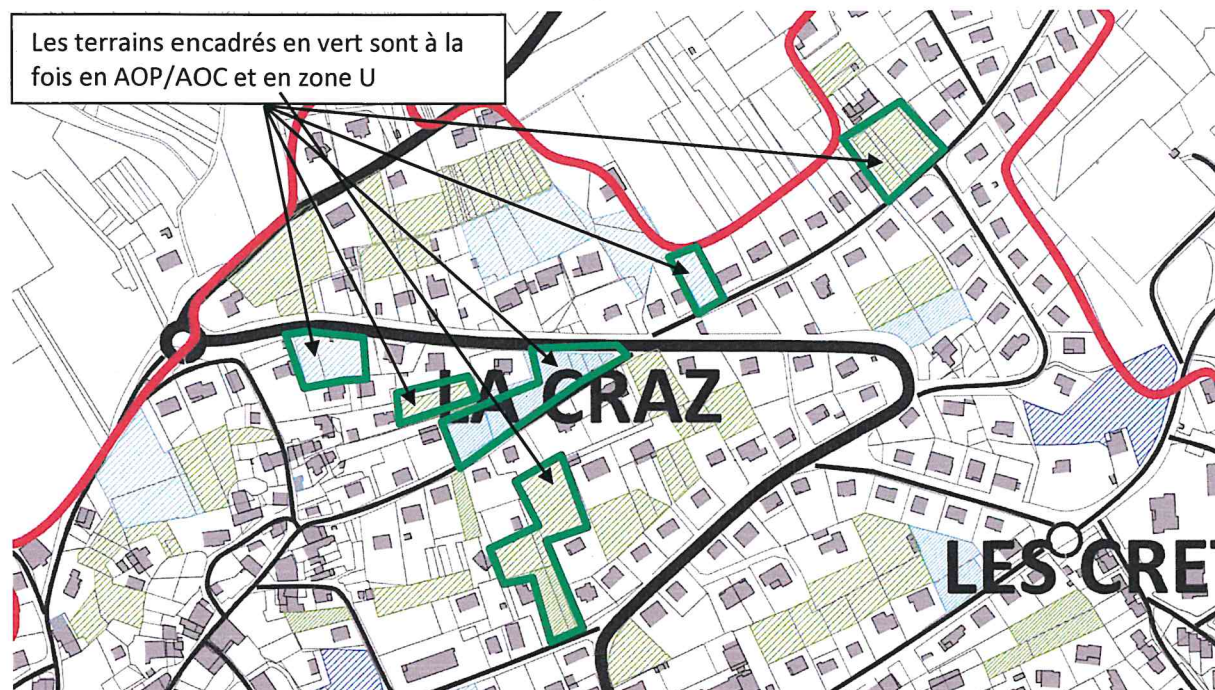 Les terrains encadrés en vert sont à la
fois en AOP/AOC et en zone U
LA CRAZ
LES CRET